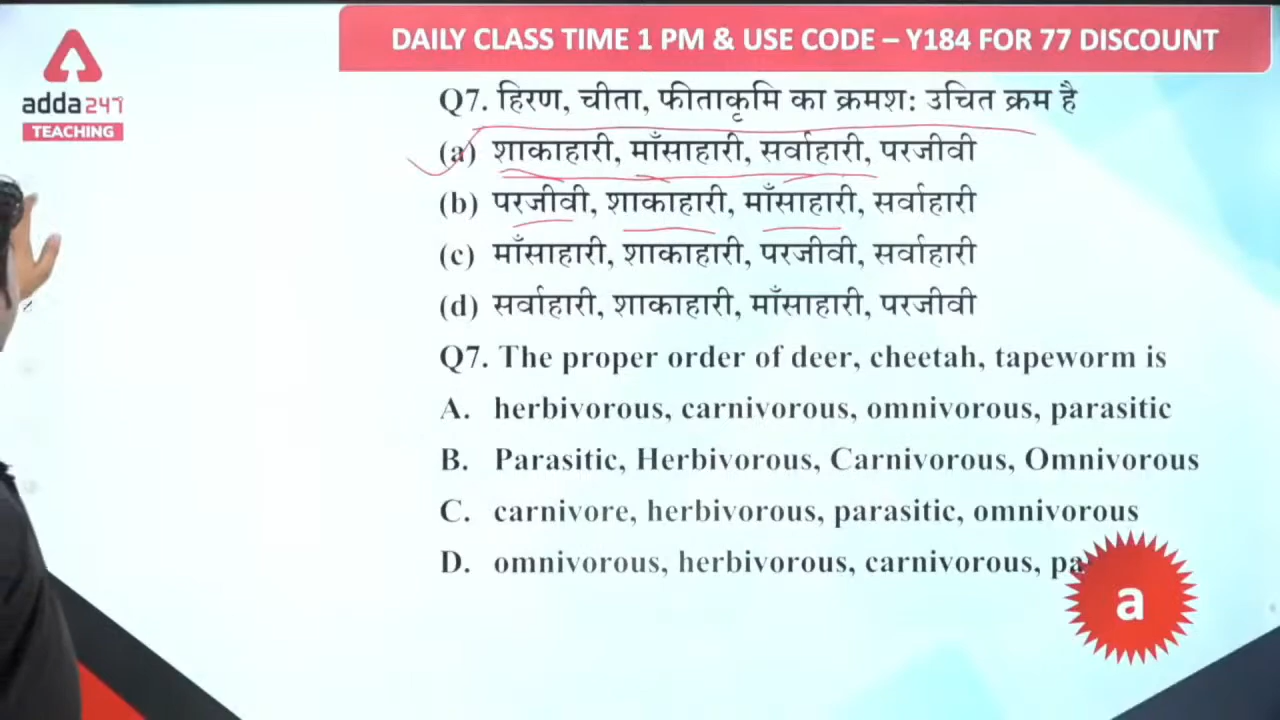 DAILY CLASS TIME 1 PM & USE CODE – Y184 FOR 77 DISCOUNT
adda247
TEACHING
Q7. हिरण, चीता, फीताकृमि का क्रमश: उचित क्रम है
(a) शाकाहारी, माँसाहारी, सर्वाहारी, परजीवी
(b) परजीवी, शाकाहारी, माँसाहारी, सर्वाहारी
(c) माँसाहारी, शाकाहारी, परजीवी, सर्वाहारी
(d) सर्वाहारी, शाकाहारी, माँसाहारी, परजीवी
Q7. The proper order of deer, cheetah, tapeworm is
A. herbivorous, carnivorous, omnivorous, parasitic
B. Parasitic, Herbivorous, Carnivorous, Omnivorous
C. carnivore, herbivorous, parasitic, omnivorous
D. omnivorous, herbivorous, carnivorous,
a